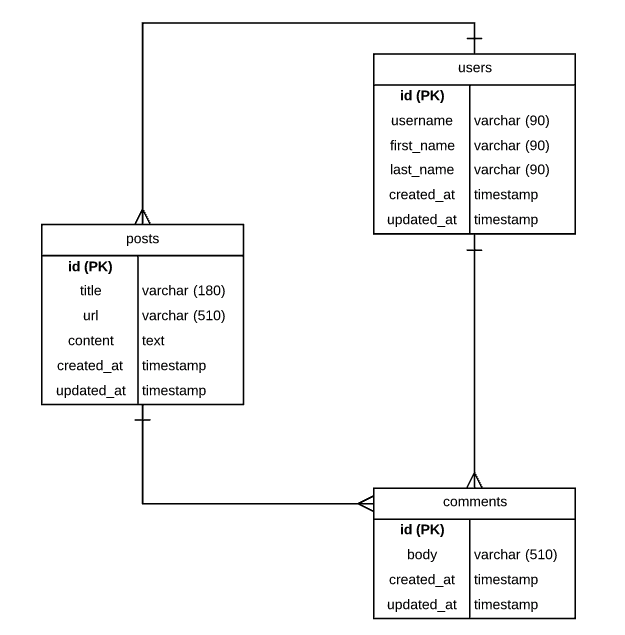 users
id (PK)
username varchar (90)
first_name varchar (90)
last_name varchar (90)
created_at timestamp
updated_at timestamp
posts
id (PK)
title varchar (180)
url varchar (510)
content text
created_at timestamp
updated_at timestamp
comments
id (PK)
body varchar (510)
created_at timestamp
updated_at timestamp